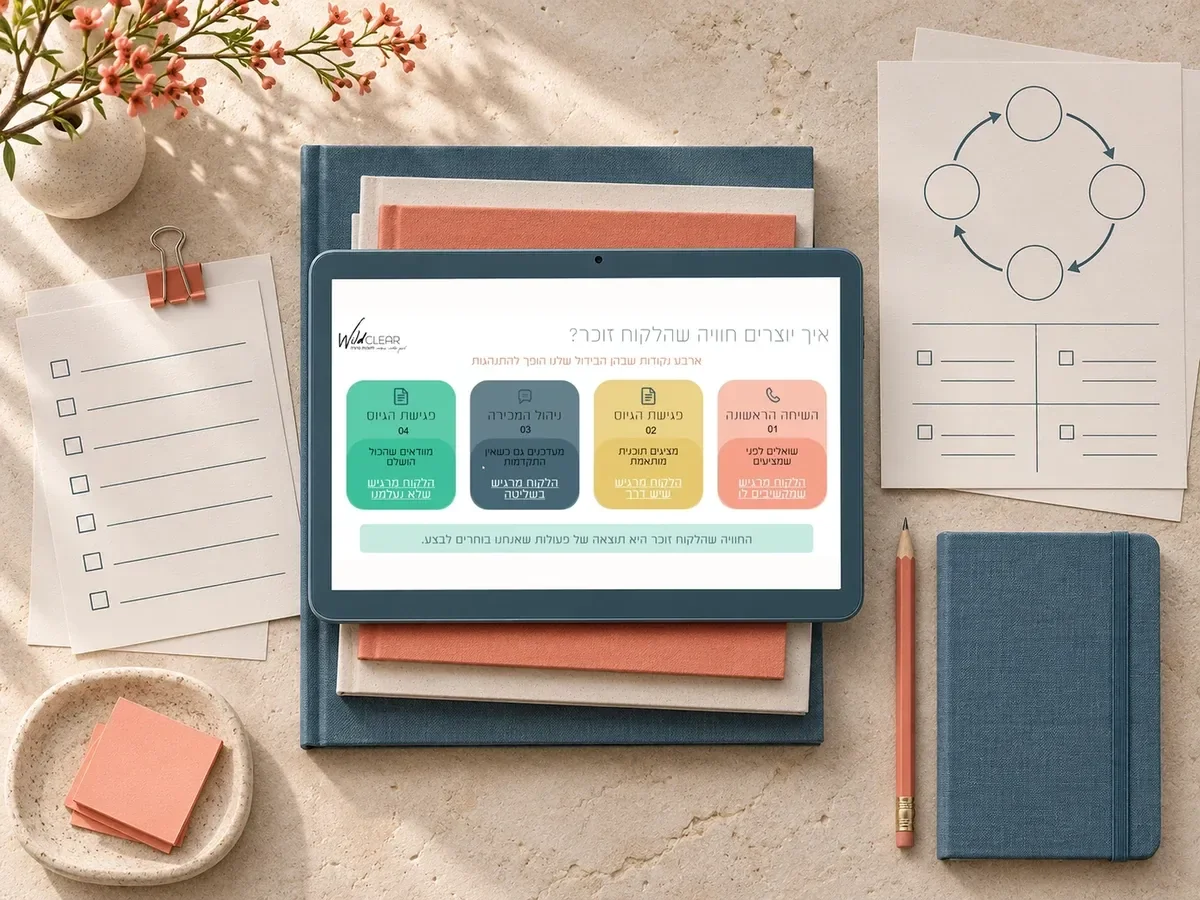 WildCLEAR
איך יוצרים חוויה שהלקוח זוכר?
ארבע נקודות שבהן הבידול שלנו הופך להתנהגות
השיחה הראשונה
01
שואלים לפני
שמציעים
הלקוח מרגיש
שמקשיבים לו
פגישת הגיוס
02
מציגים תוכנית
מותאמת
הלקוח מרגיש
שיש דרך
ניהול המכירה
03
מעדכנים גם כשאין
התקדמות
הלקוח מרגיש
בשליטה
פגישת הגיוס
04
מוודאים שהכול
הושלם
הלקוח מרגיש
שלא נעלמנו
החוויה שהלקוח זוכר היא תוצאה של פעולות שאנחנו בוחרים לבצע.